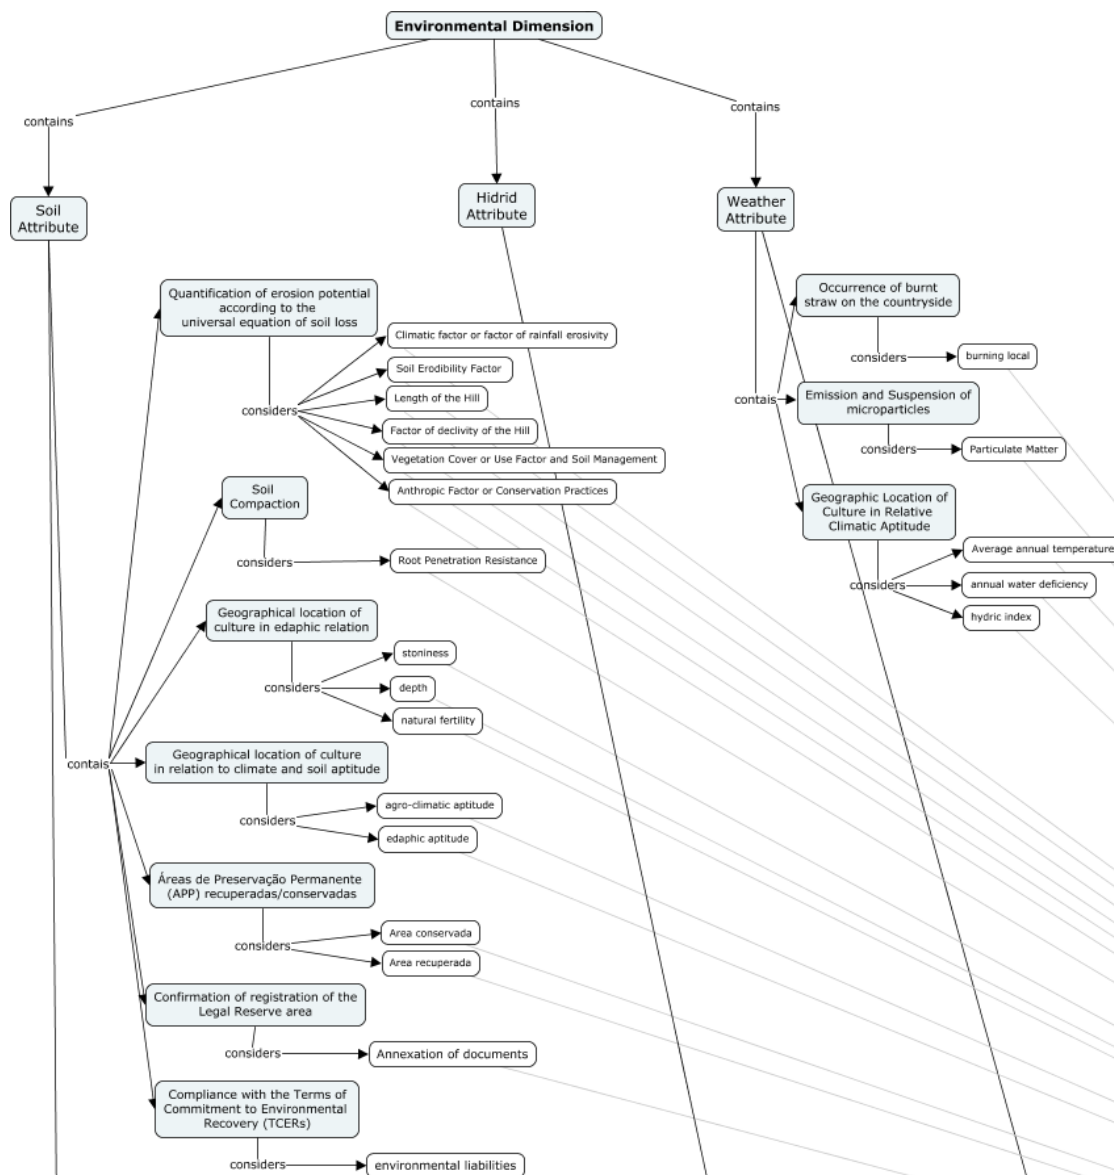 Environmental Dimension
contains
contains
contains
Soil
Attribute
Hidrid
Attribute
Weather
Attribute
contais
Quantification of erosion potential
according to the
universal equation of soil loss
considers
Climatic factor or factor of rainfall erosivity
Soil Erodibility Factor
Length of the Hill
Factor of declivity of the Hill
Vegetation Cover or Use Factor and Soil Management
Anthropic Factor or Conservation Practices
Soil
Compaction
considers
Root Penetration Resistance
Geographical location of
culture in edaphic relation
considers
stoniness
depth
natural fertility
Geographical location of culture
in relation to climate and soil aptitude
considers
agro-climatic aptitude
edaphic aptitude
Áreas de Preservação Permanente
(APP) recuperadas/conservadas
considers
Area conservada
Area recuperada
Confirmation of registration of the
Legal Reserve area
considers
Annexation of documents
Compliance with the Terms of
Commitment to Environmental
Recovery (TCERs)
considers
environmental liabilities
contais
Occurrence of burnt
straw on the countryside
considers
burning local
Emission and Suspension of
microparticles
considers
Particulate Matter
Geographic Location of
Culture in Relative
Climatic Aptitude
considers
Average annual temperature
annual water deficiency
hydric index